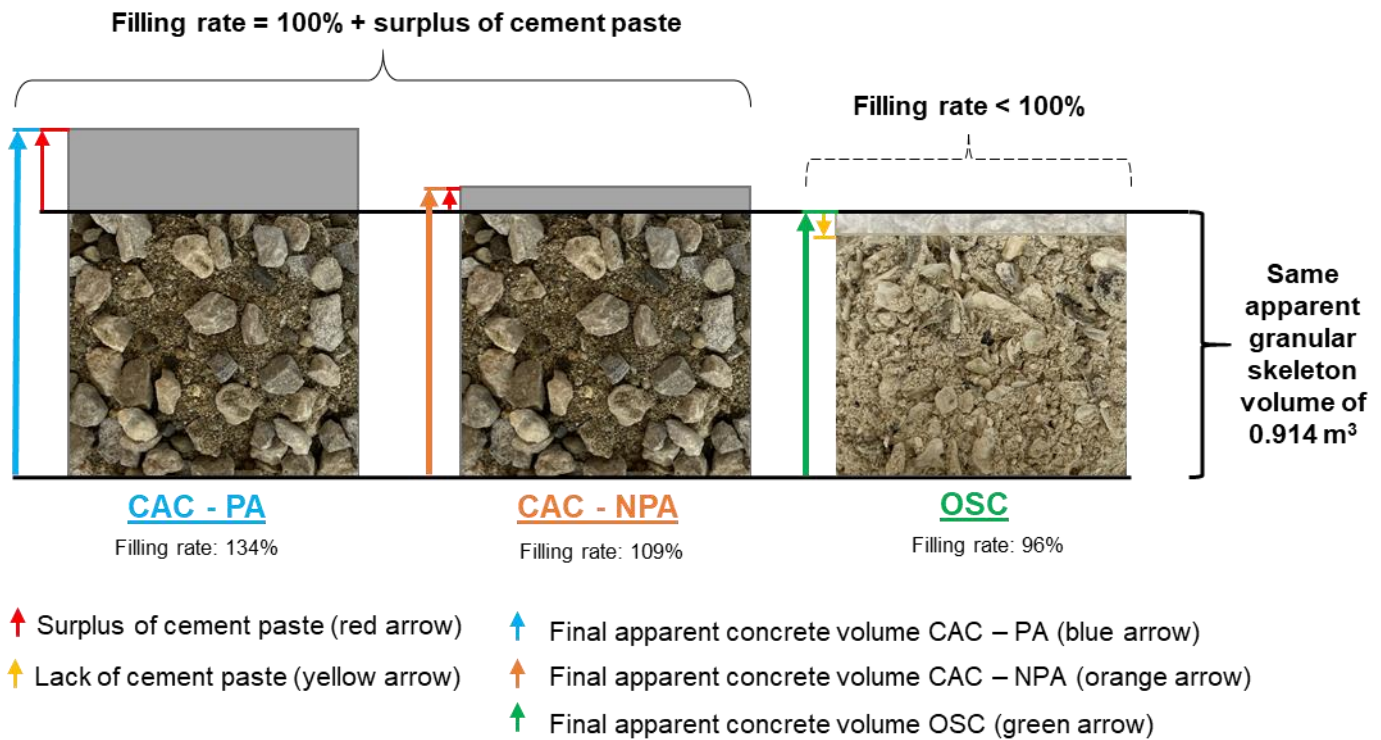 Filling rate = 100% + surplus of cement paste
Filling rate < 100%
Same
apparent
granular
skeleton
volume of
0.914 m³
CAC - PA
Filling rate: 134%
CAC - NPA
Filling rate: 109%
OSC
Filling rate: 96%
Surplus of cement paste (red arrow)
Lack of cement paste (yellow arrow)
Final apparent concrete volume CAC – PA (blue arrow)
Final apparent concrete volume CAC – NPA (orange arrow)
Final apparent concrete volume OSC (green arrow)